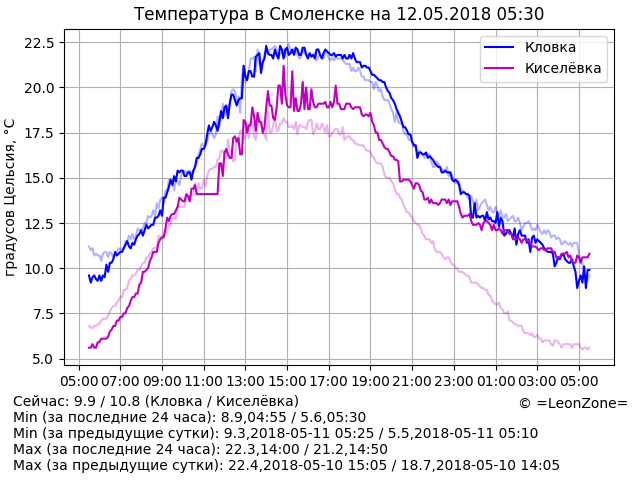 Температура в Смоленске на 12.05.2018 05:30
градусов Цельсия, °C
22.5
20.0
17.5
15.0
12.5
10.0
7.5
5.0
Кловка
Киселёвка
05:00 07:00 09:00 11:00 13:00 15:00 17:00 19:00 21:00 23:00 01:00 03:00 05:00
Сейчас: 9.9 / 10.8 (Кловка / Киселёвка)
© =LeonZone=
Min (за последние 24 часа): 8.9,04:55 / 5.6,05:30
Min (за предыдущие сутки): 9.3,2018-05-11 05:25 / 5.5,2018-05-11 05:10
Max (за последние 24 часа): 22.3,14:00 / 21.2,14:50
Max (за предыдущие сутки): 22.4,2018-05-10 15:05 / 18.7,2018-05-10 14:05